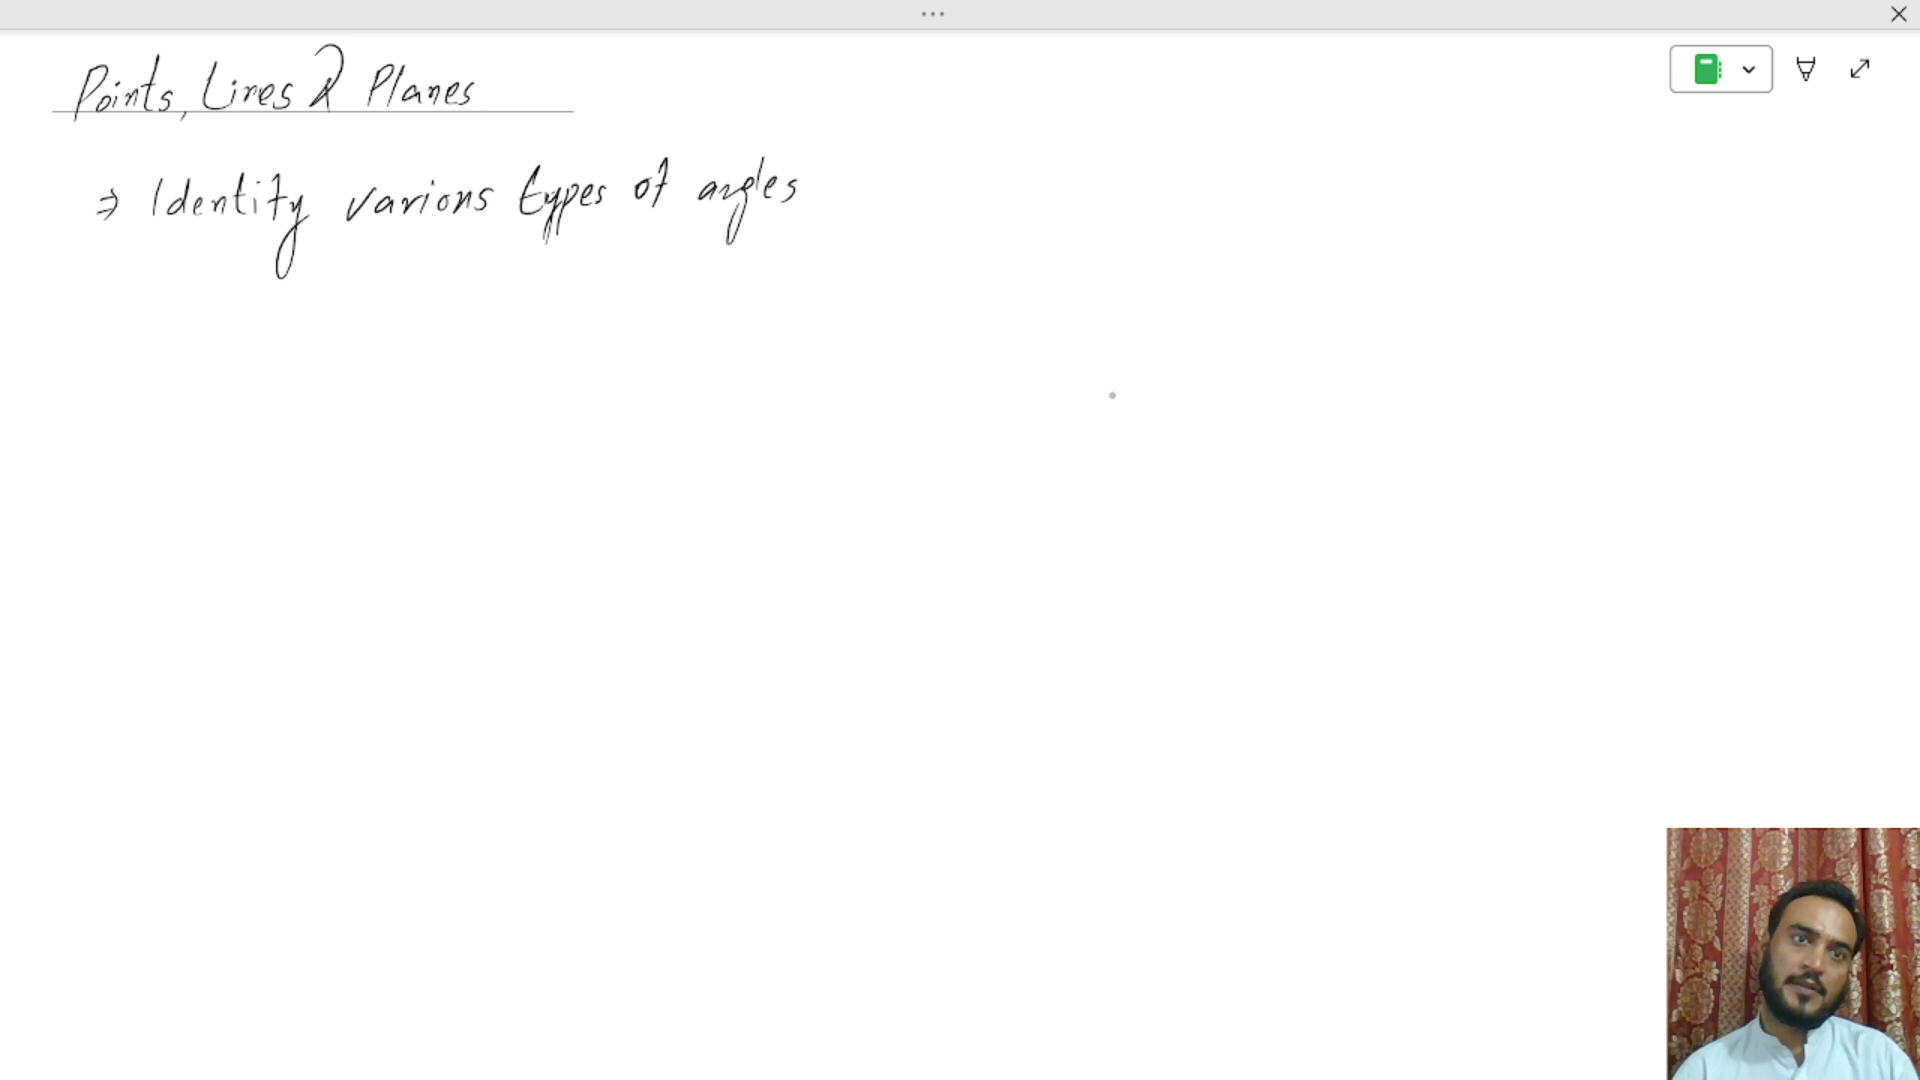 Points, Lines & Planes
⇒ Identify various types of angles